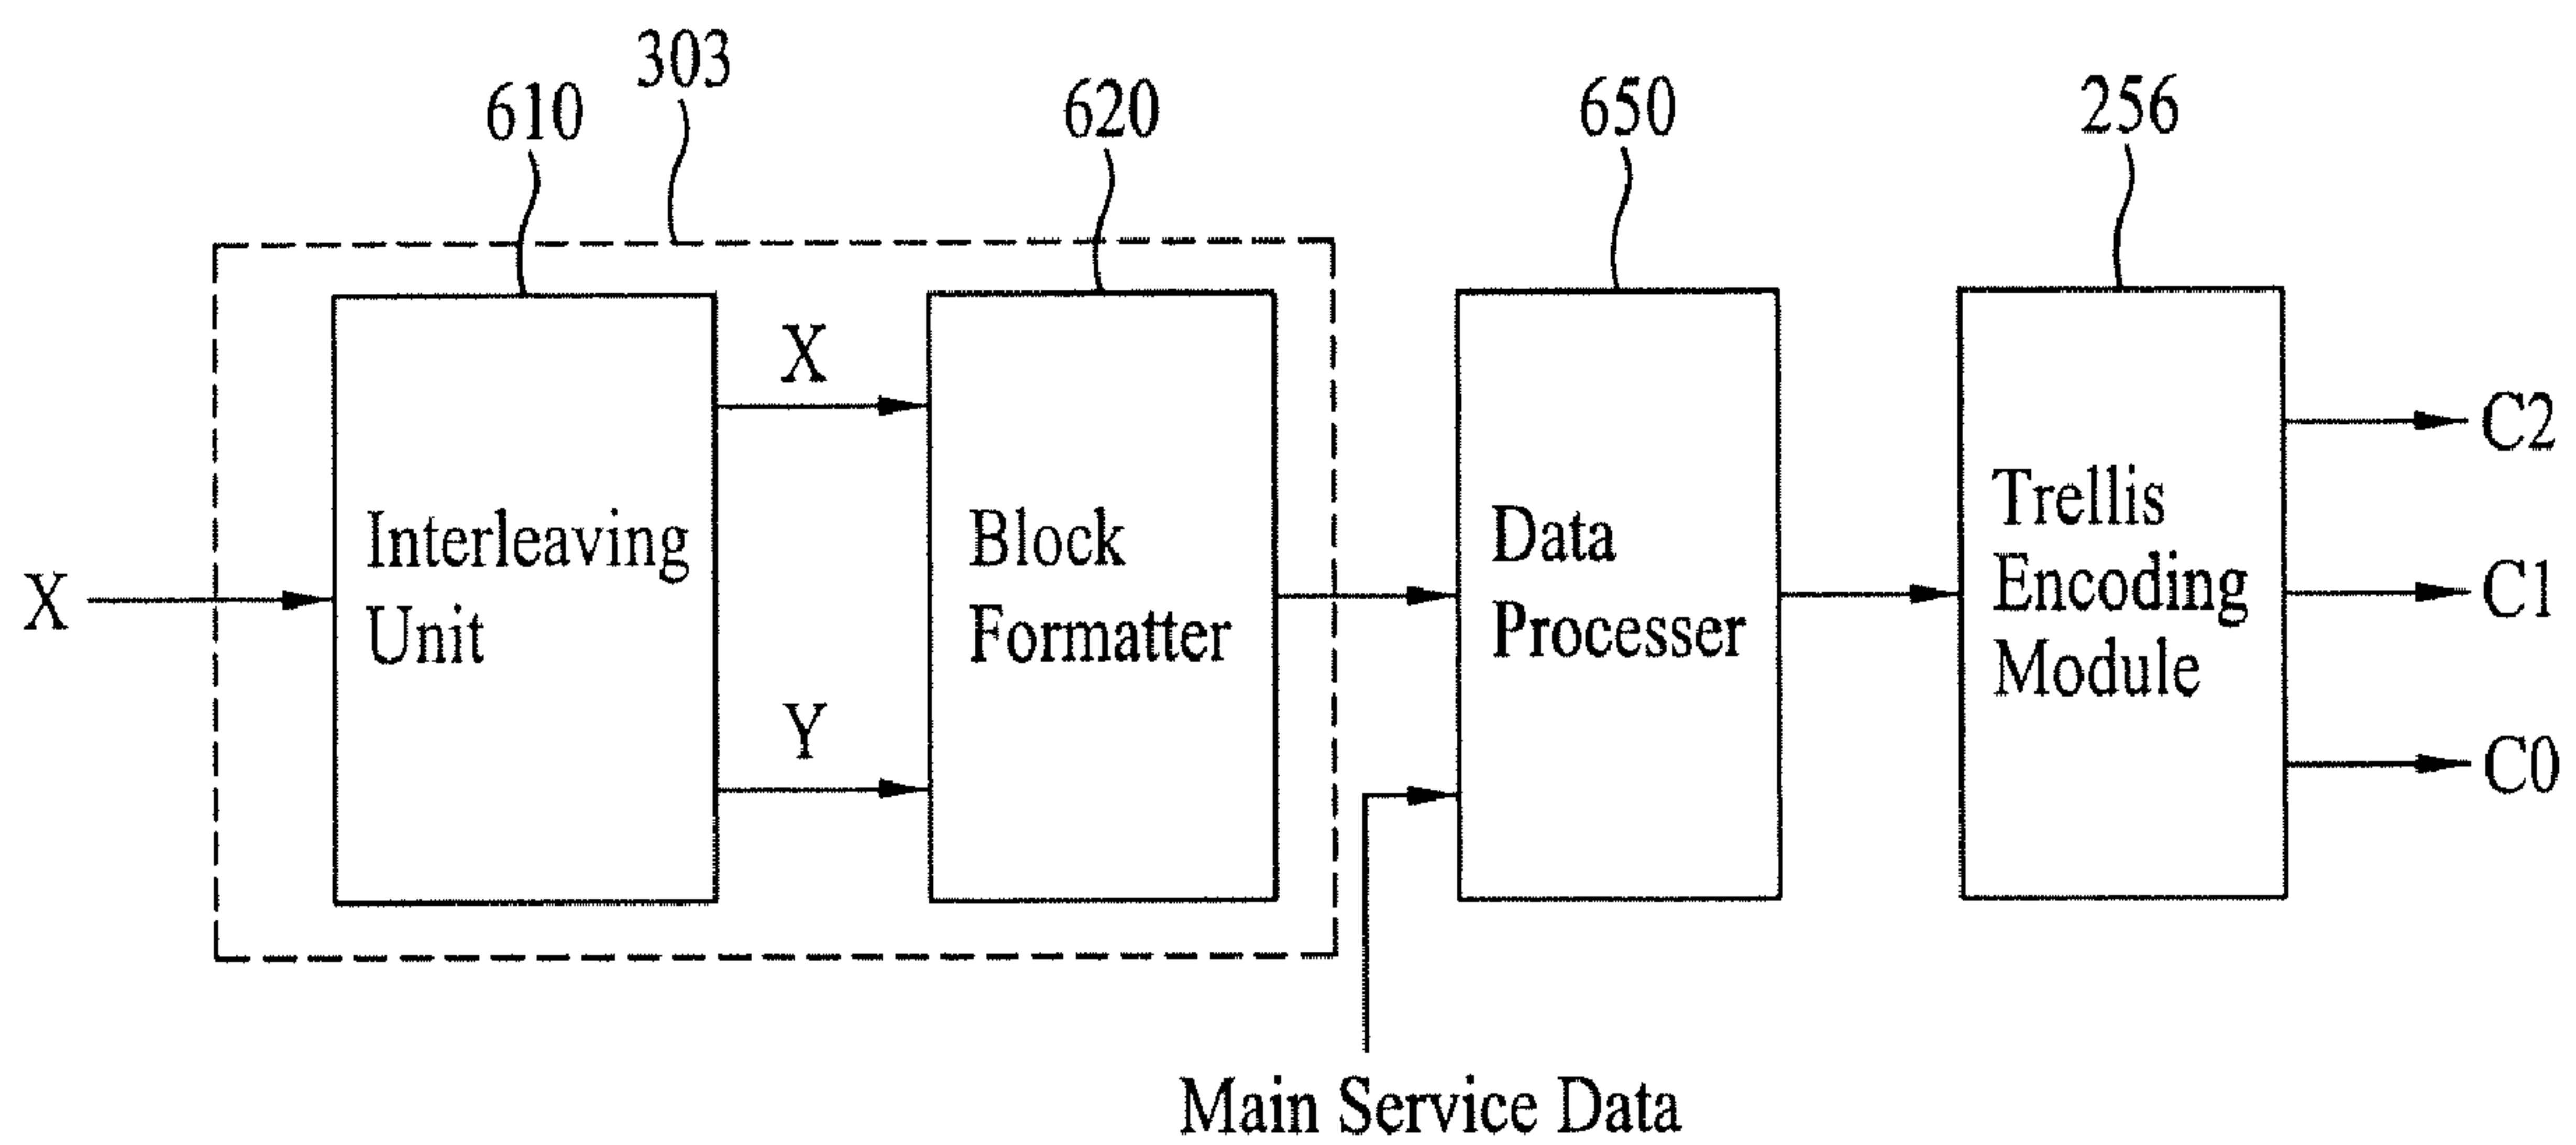 303
610
620
650
256
X
Interleaving
Unit
X
Y
Block
Formatter
Data
Processer
Trellis
Encoding
Module
C2
C1
C0
Main Service Data